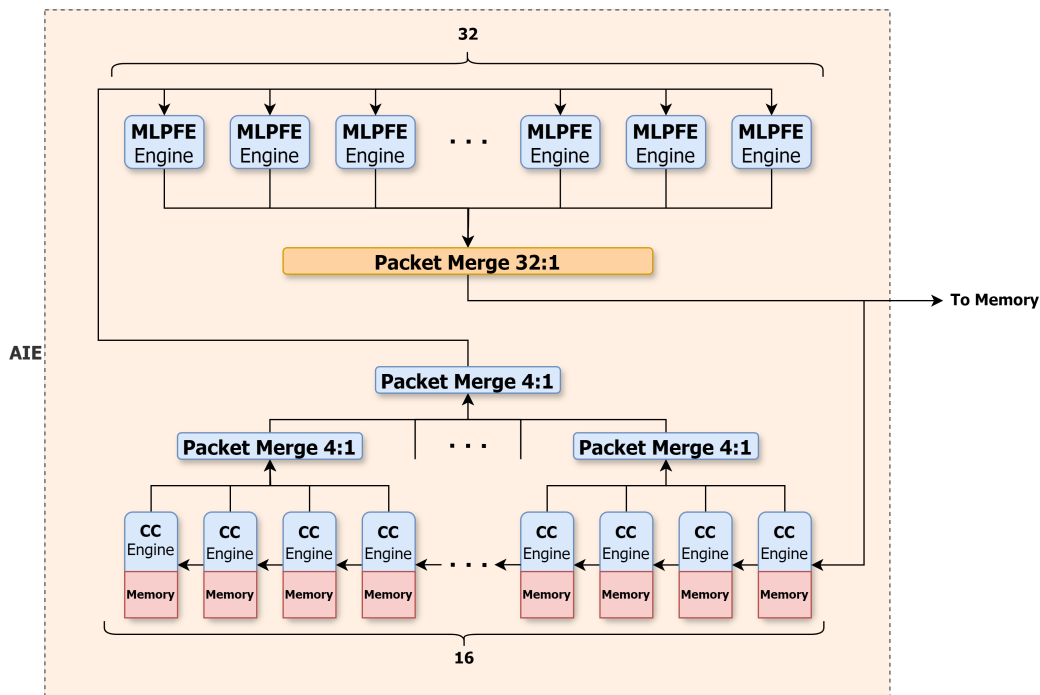 32
MLPFE
Engine
MLPFE
Engine
MLPFE
Engine
. . .
MLPFE
Engine
MLPFE
Engine
MLPFE
Engine
Packet Merge 32:1
To Memory
AIE
Packet Merge 4:1
Packet Merge 4:1
. . .
Packet Merge 4:1
CC
Engine
Memory
CC
Engine
Memory
CC
Engine
Memory
CC
Engine
Memory
. . .
CC
Engine
Memory
CC
Engine
Memory
CC
Engine
Memory
CC
Engine
Memory
16